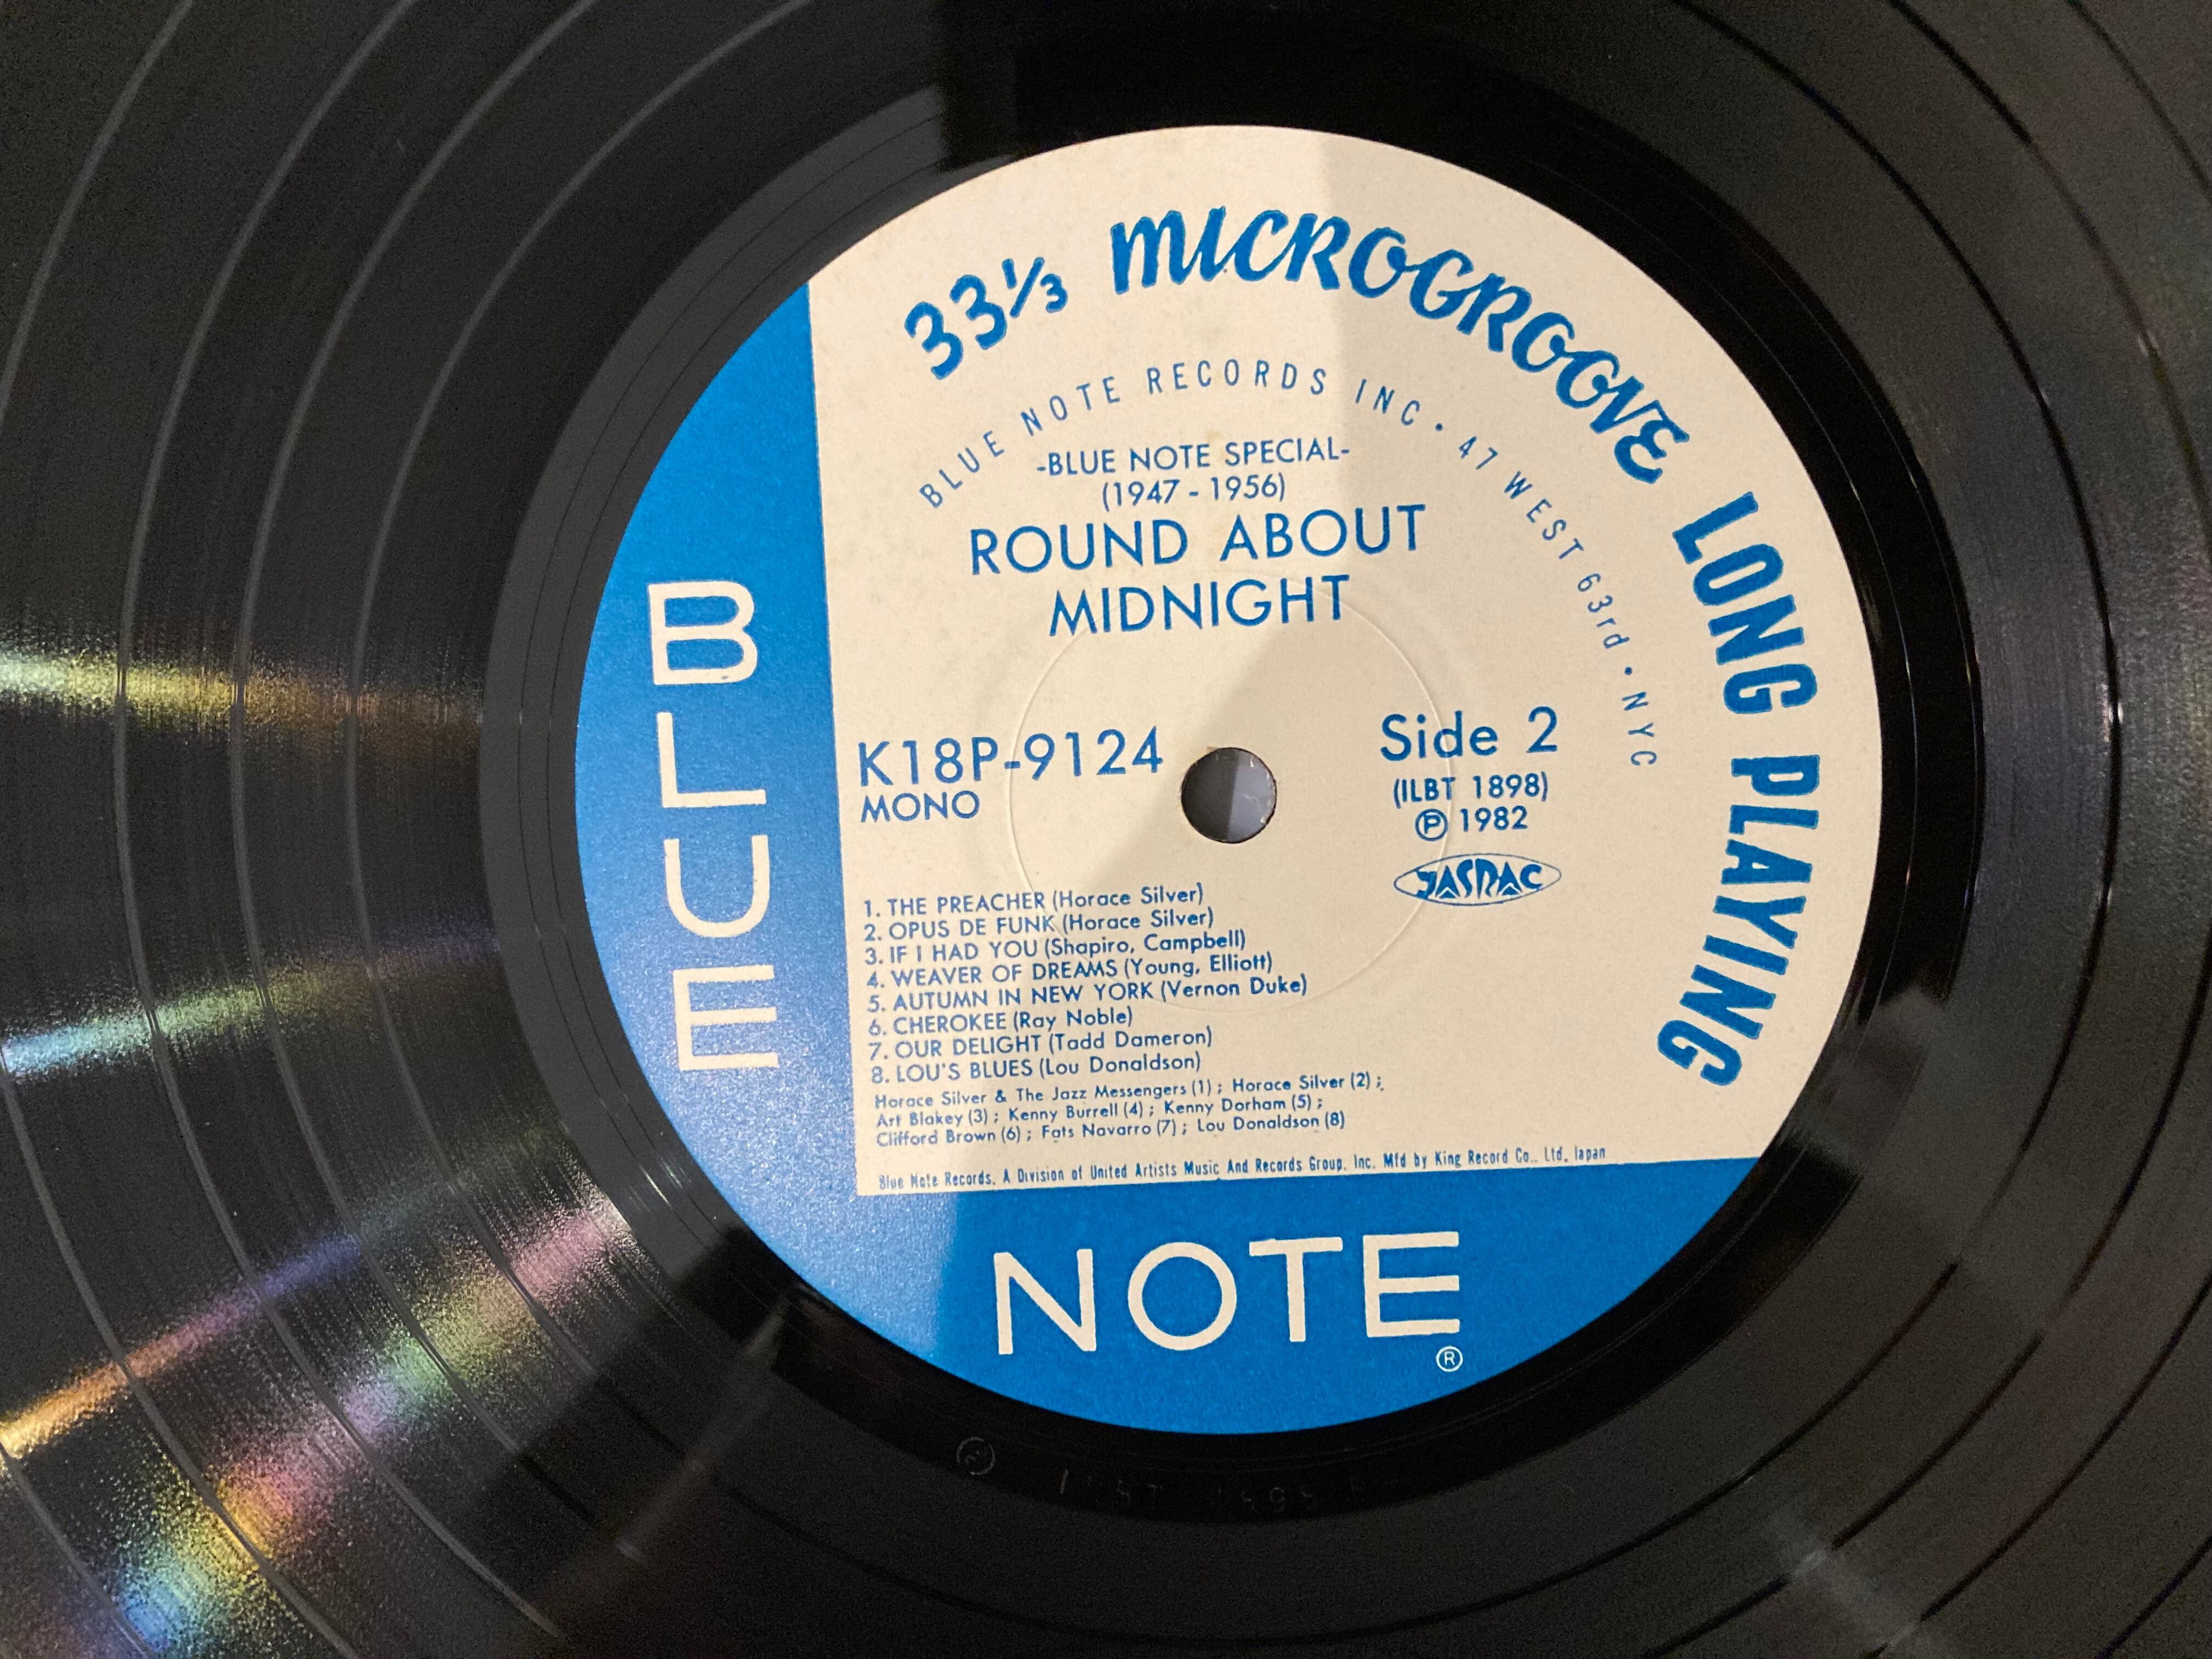 33⅓ MICROGROOVE LONG PLAYING
BLUE NOTE RECORDS INC · 47 WEST 63rd · NYC
-BLUE NOTE SPECIAL-
(1947 - 1956)
ROUND ABOUT
MIDNIGHT
K18P-9124
MONO
Side 2
(ILBT 1898)
Ⓟ 1982
JASRAC
1. THE PREACHER (Horace Silver)
2. OPUS DE FUNK (Horace Silver)
3. IF I HAD YOU (Shapiro, Campbell)
4. WEAVER OF DREAMS (Young, Elliott)
5. AUTUMN IN NEW YORK (Vernon Duke)
6. CHEROKEE (Ray Noble)
7. OUR DELIGHT (Tadd Dameron)
8. LOU'S BLUES (Lou Donaldson)
Horace Silver & The Jazz Messengers (1) ; Horace Silver (2) ;
Art Blakey (3) ; Kenny Burrell (4) ; Kenny Dorham (5) ;
Clifford Brown (6) ; Fats Navarro (7) ; Lou Donaldson (8)
Blue Note Records, A Division of United Artists Music And Records Group, Inc. Mfd by King Record Co., Ltd. Japan
BLUE
NOTE
®